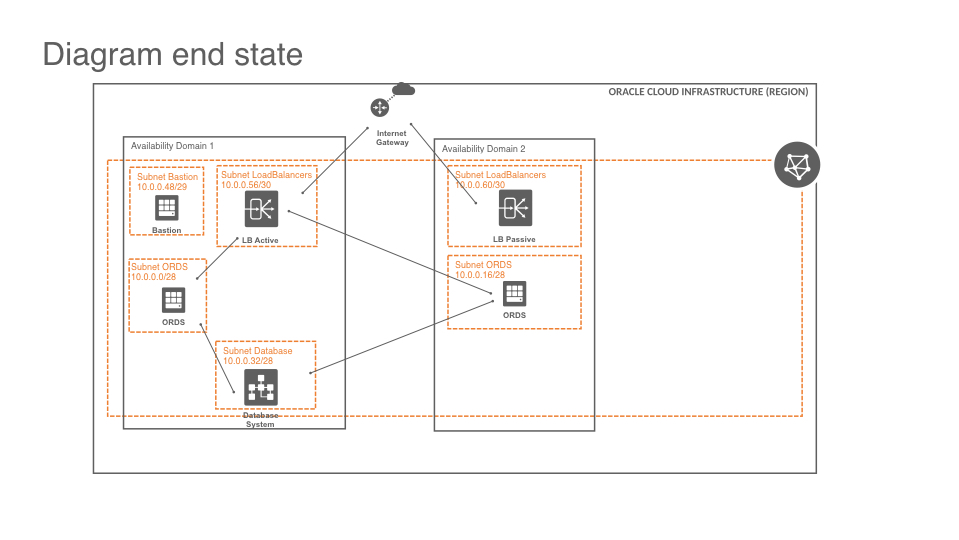 Diagram end state
ORACLE CLOUD INFRASTRUCTURE (REGION)
Internet
Gateway
Availability Domain 1
Subnet Bastion
10.0.0.48/29
Bastion
Subnet LoadBalancers
10.0.0.56/30
LB Active
Subnet ORDS
10.0.0.0/28
ORDS
Subnet Database
10.0.0.32/28
Database
System
Availability Domain 2
Subnet LoadBalancers
10.0.0.60/30
LB Passive
Subnet ORDS
10.0.0.16/28
ORDS